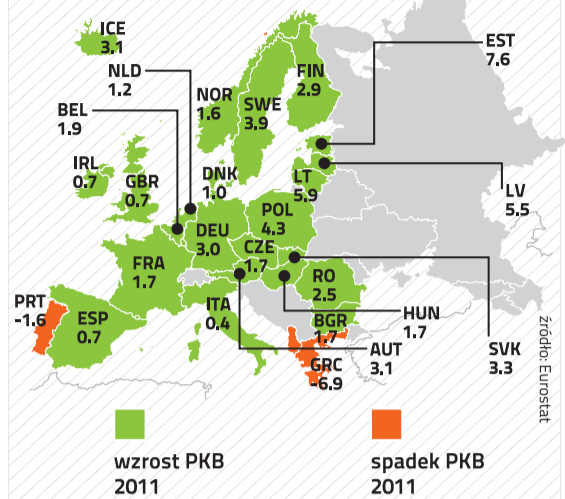 ICE
3.1
NLD
1.2
BEL
1.9
NOR
1.6
SWE
3.9
FIN
2.9
EST
7.6
IRL
0.7
GBR
0.7
DNK
1.0
LT
5.9
LV
5.5
DEU
3.0
POL
4.3
CZE
1.7
FRA
1.7
RO
2.5
PRT
-1.6
ESP
0.7
ITA
0.4
BGR
1.7
HUN
1.7
GRC
-6.9
AUT
3.1
SVK
3.3
źródło: Eurostat
wzrost PKB
2011
spadek PKB
2011